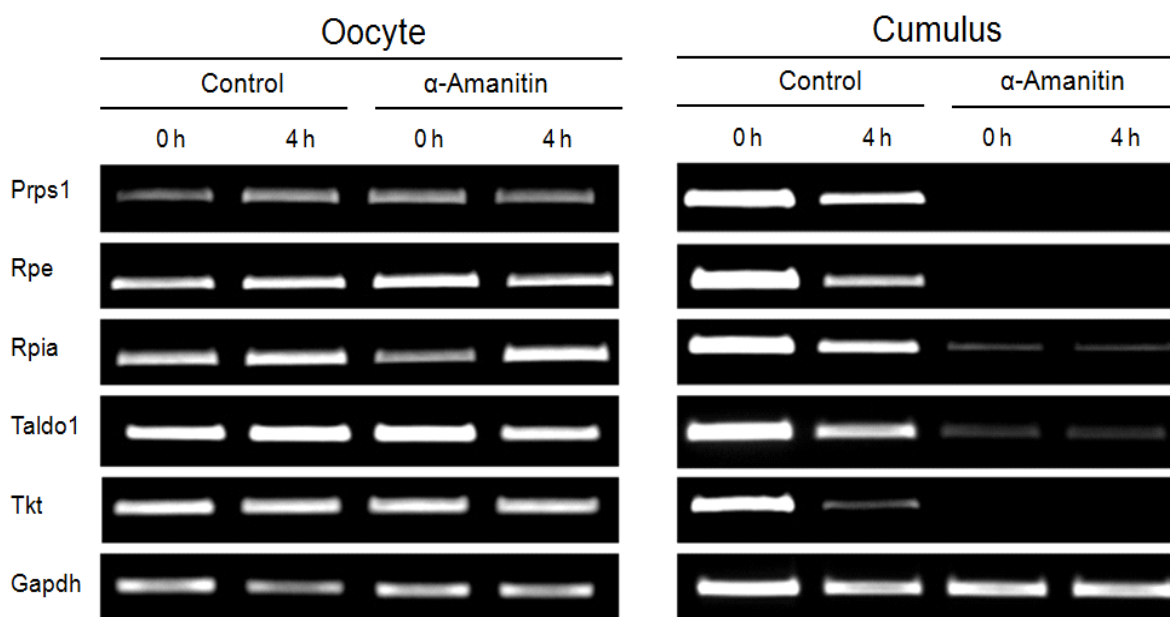 Oocyte Cumulus
Control α-Amanitin Control α-Amanitin
0 h 4 h 0 h 4 h 0 h 4 h 0 h 4 h
Prps1
Rpe
Rpia
Taldo1
Tkt
Gapdh